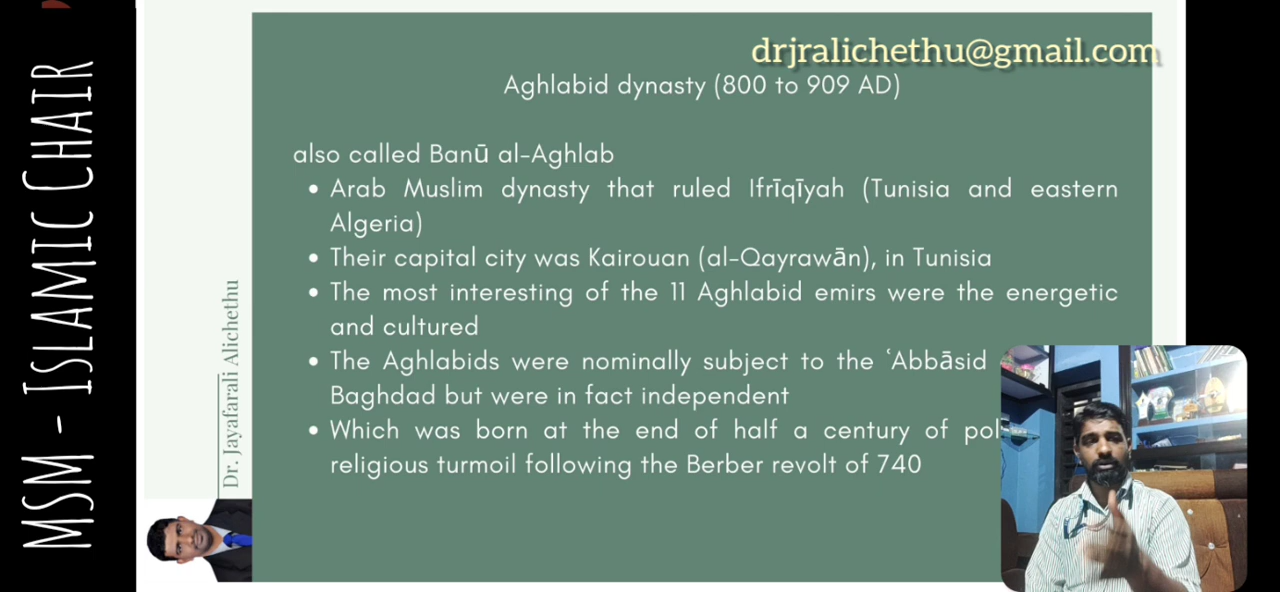 MSM - ISLAMIC CHAIR
Dr. Jayafarali Alichethu
drjralichethu@gmail.com
Aghlabid dynasty (800 to 909 AD)
also called Banū al-Aghlab
• Arab Muslim dynasty that ruled Ifrīqīyah (Tunisia and eastern
Algeria)
• Their capital city was Kairouan (al-Qayrawān), in Tunisia
• The most interesting of the 11 Aghlabid emirs were the energetic
and cultured
• The Aghlabids were nominally subject to the ʿAbbāsid
Baghdad but were in fact independent
• Which was born at the end of half a century of
religious turmoil following the Berber revolt of 740